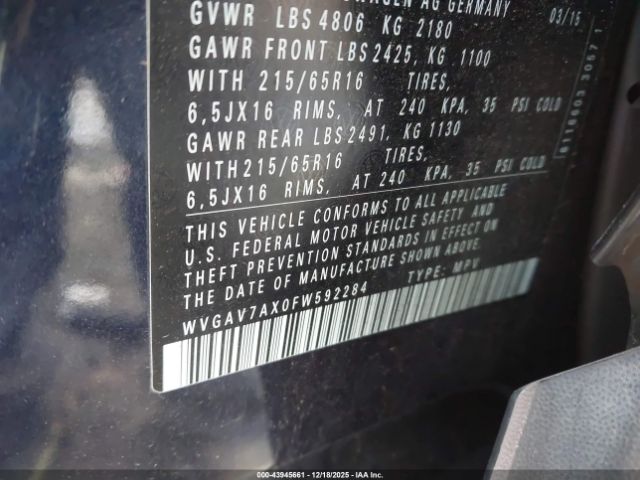 AG GERMANY 03/15
GVWR LBS 4806 KG 2180
GAWR FRONT LBS 2425, KG 1100
WITH 215/65R16 TIRES,
6,5JX16 RIMS, AT 240 KPA, 35 PSI COLD
GAWR REAR LBS 2491, KG 1130
WITH 215/65R16 TIRES,
6,5JX16 RIMS, AT 240 KPA, 35 PSI COLD
THIS VEHICLE CONFORMS TO ALL APPLICABLE
U.S. FEDERAL MOTOR VEHICLE SAFETY AND
THEFT PREVENTION STANDARDS IN EFFECT ON
THE DATE OF MANUFACTURE SHOWN ABOVE.
WVGAV7AX0FW592284 TYPE: MPV
000-43945661 - 12/18/2025 - IAAI.com